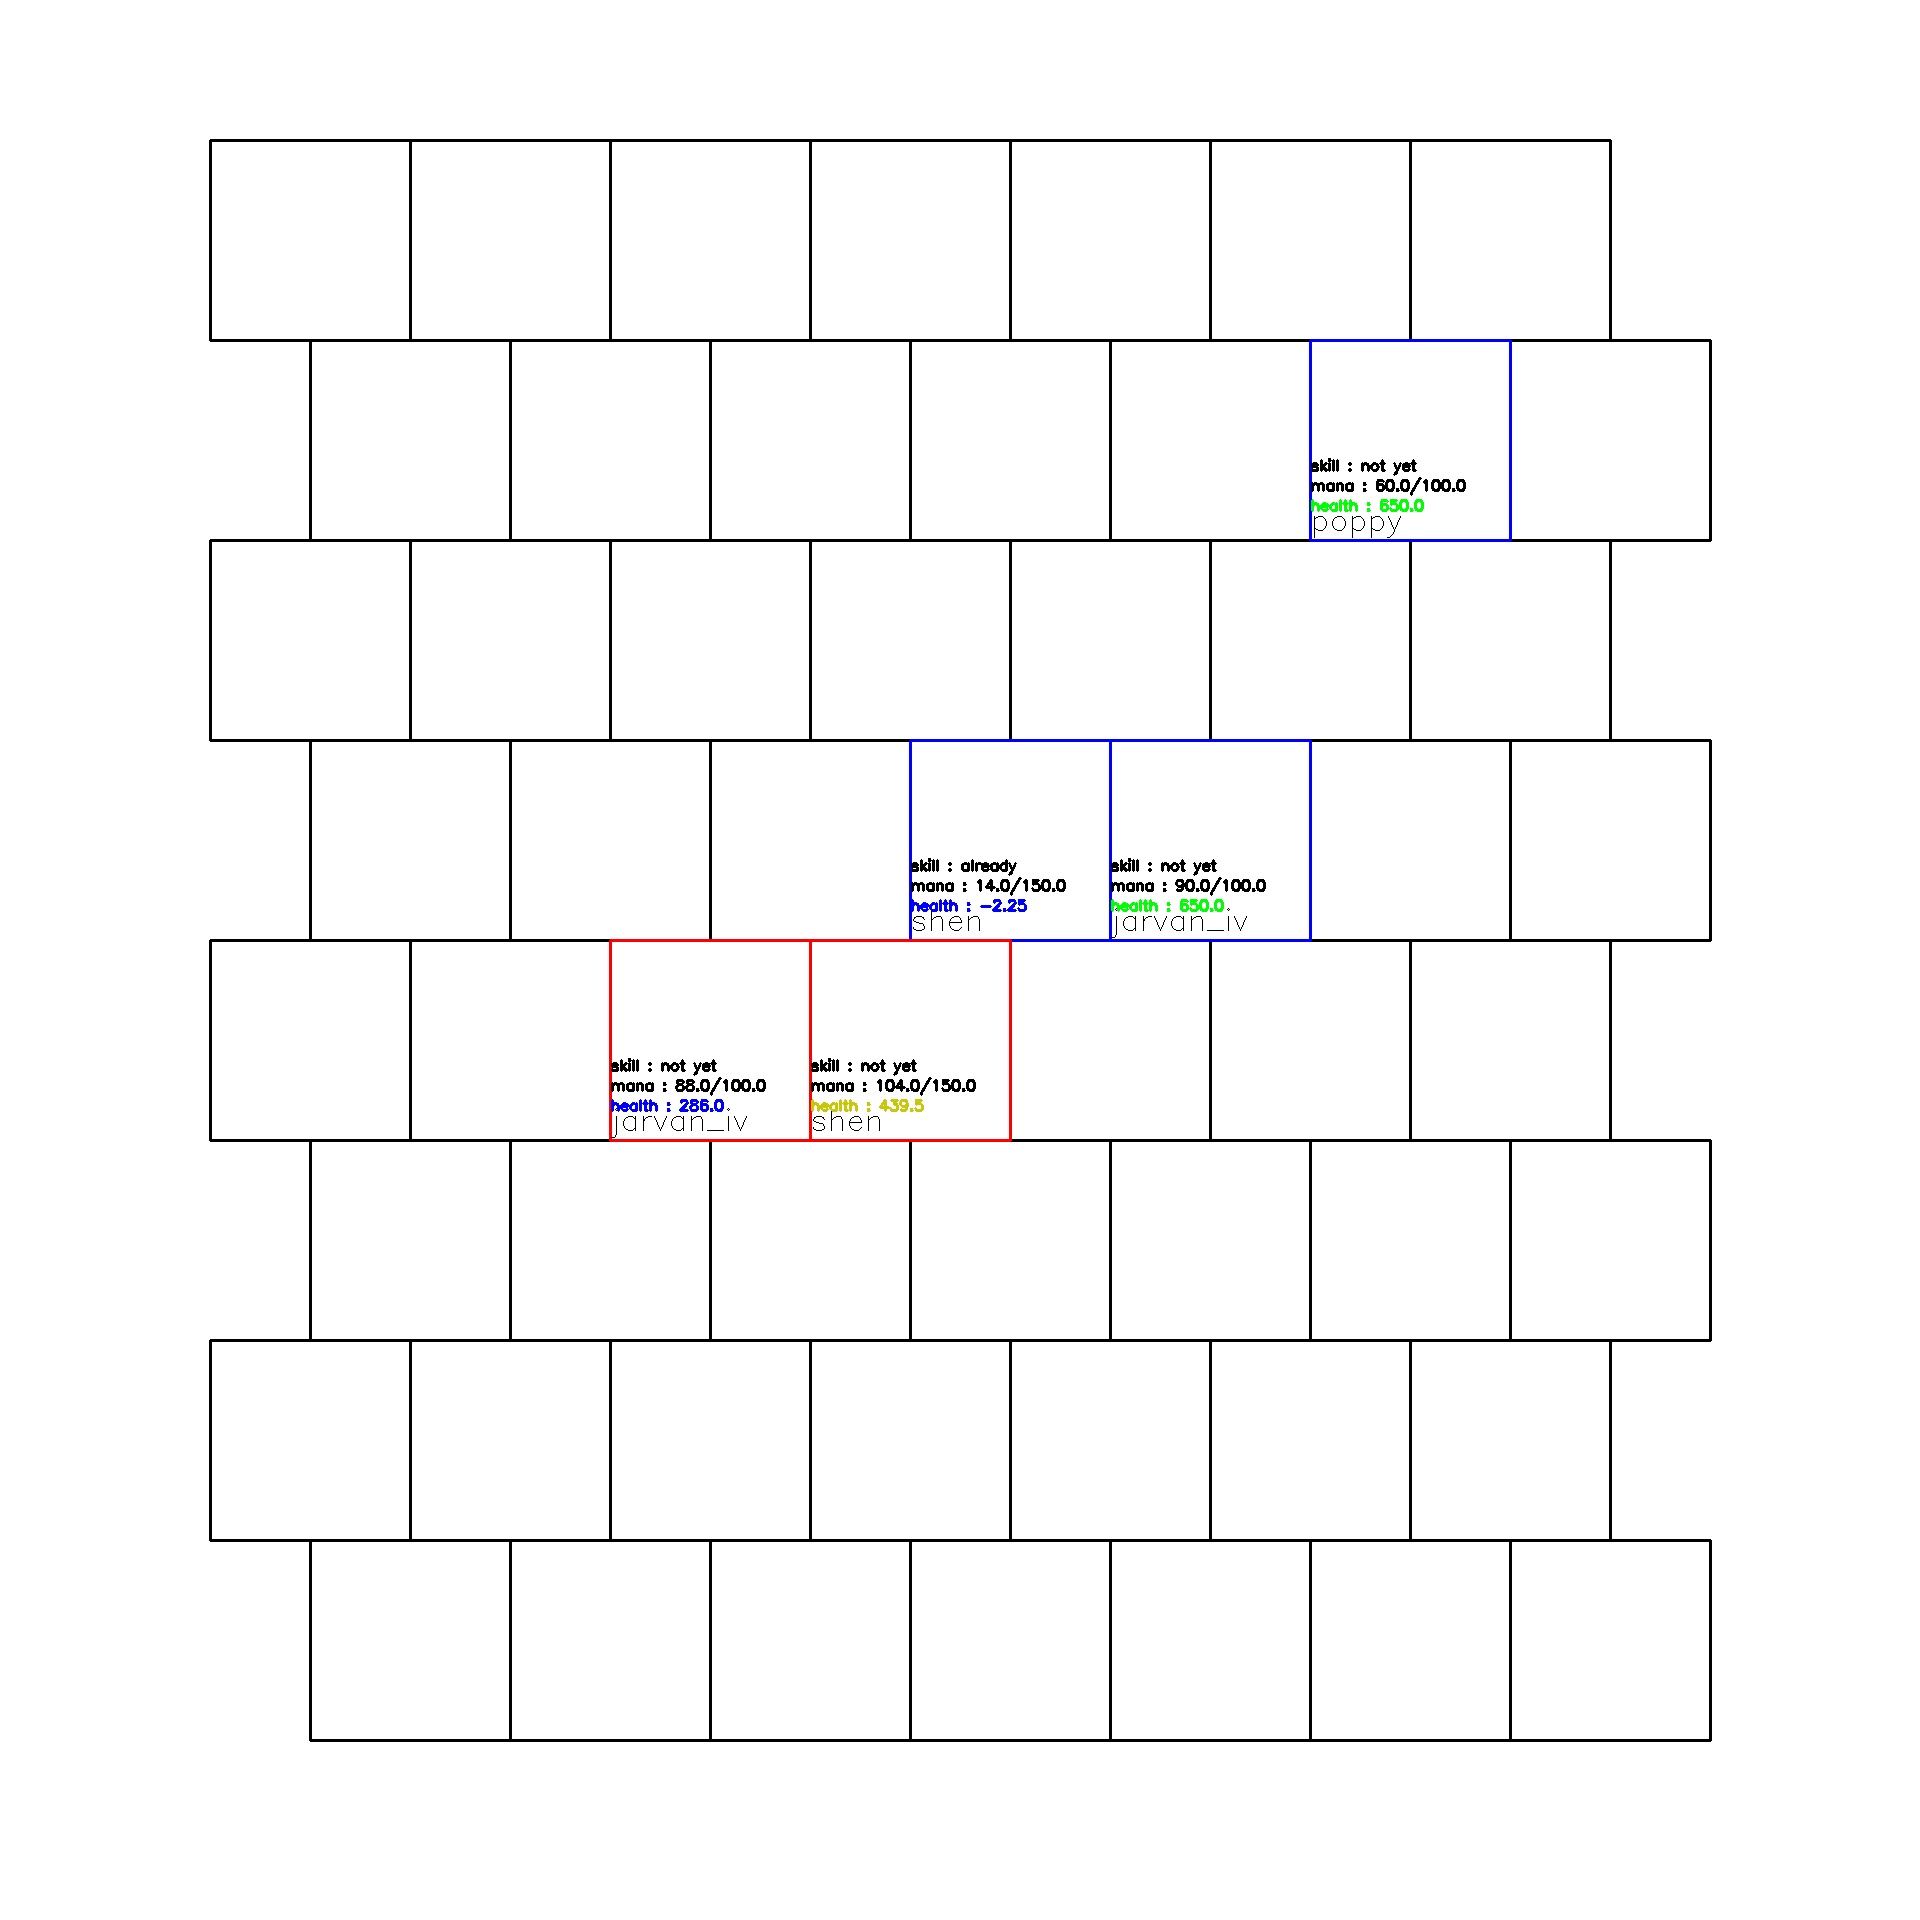 skill : not yet
mana : 60.0/100.0
health : 650.0
poppy
skill : already
mana : 14.0/150.0
health : -2.25
shen
skill : not yet
mana : 90.0/100.0
health : 650.0
jarvan_iv
skill : not yet
mana : 88.0/100.0
health : 286.0
jarvan_iv
skill : not yet
mana : 104.0/150.0
health : 439.5
shen